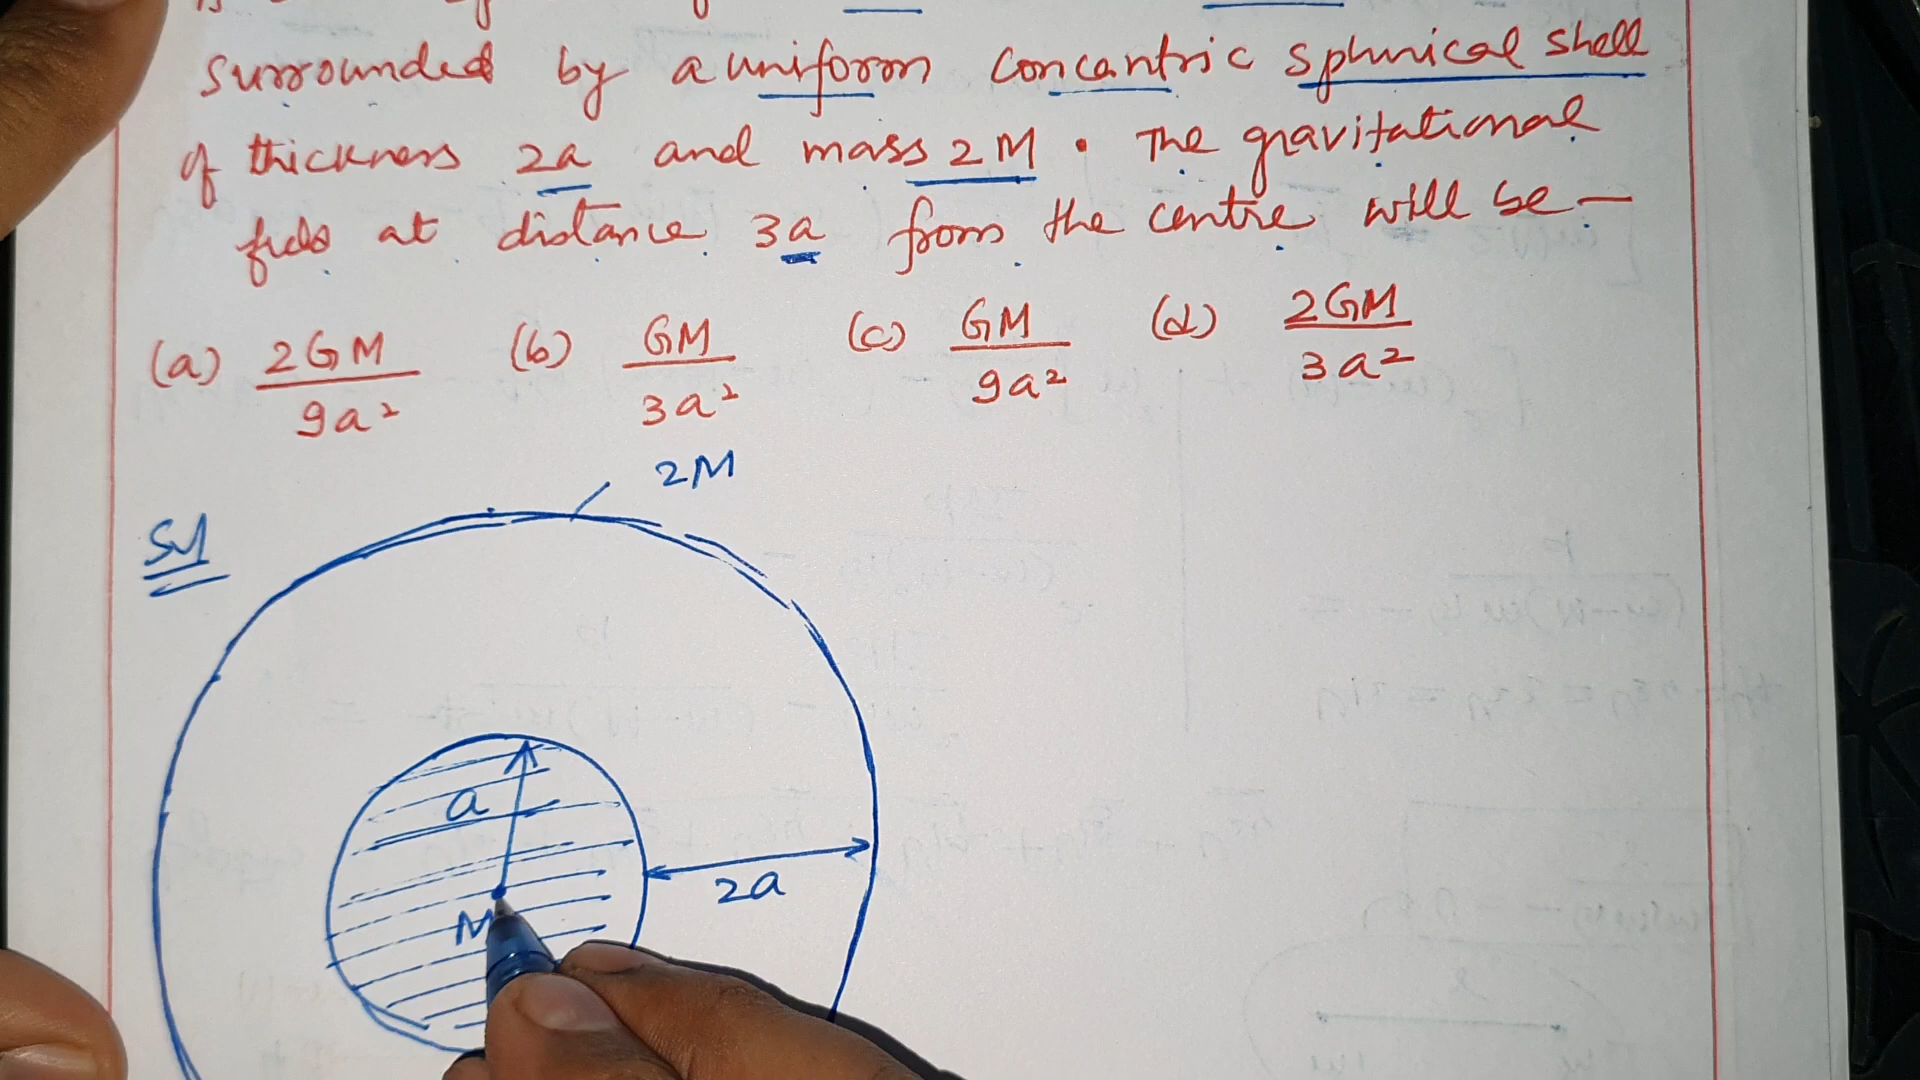 surrounded by a uniform concentric spherical shell
of thickness 2a and mass 2M. The gravitational
field at distance 3a from the centre will be —
(a) 2GM/9a² (b) GM/3a² (c) GM/9a² (d) 2GM/3a²
2M
Sol
a
2a
M